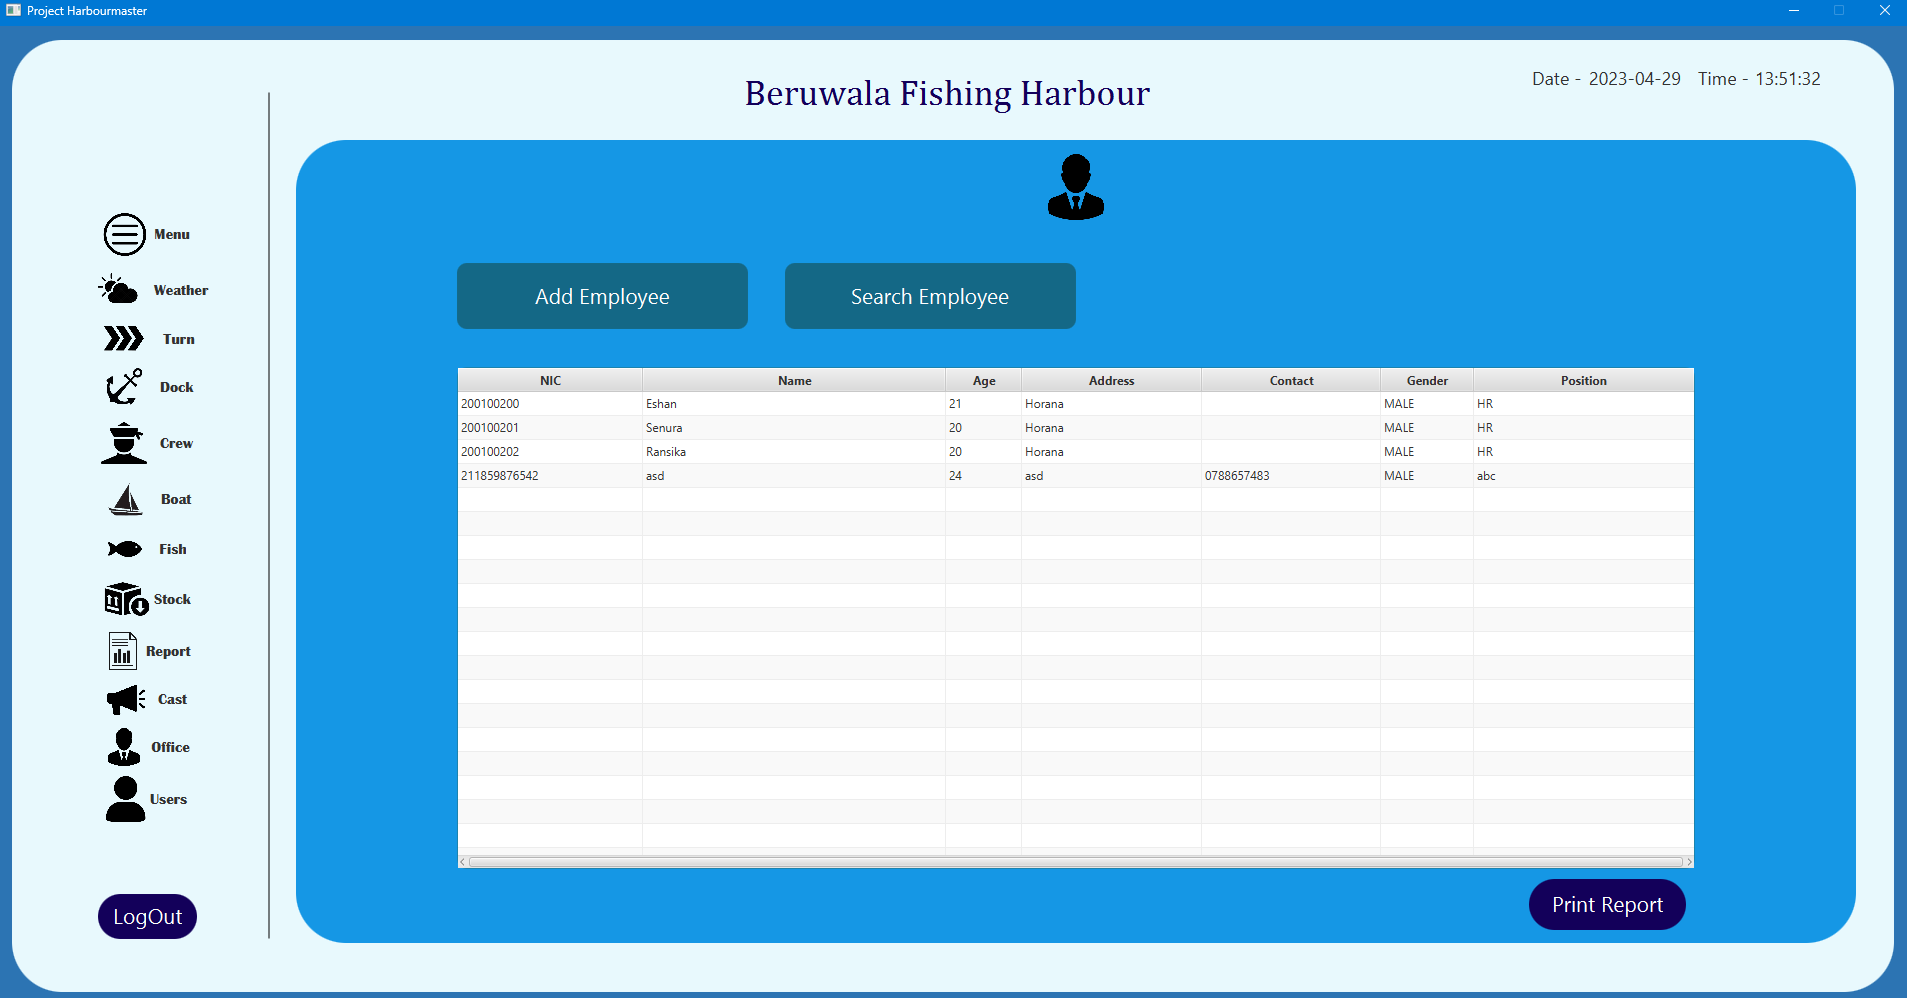 Project Harbourmaster
Beruwala Fishing Harbour
Date - 2023-04-29 Time - 13:51:32
Menu
Weather
Turn
Dock
Crew
Boat
Fish
Stock
Report
Cast
Office
Users
LogOut
Add Employee Search Employee
NIC Name Age Address Contact Gender Position
200100200 Eshan 21 Horana MALE HR
200100201 Senura 20 Horana MALE HR
200100202 Ransika 20 Horana MALE HR
211859876542 asd 24 asd 0788657483 MALE abc
Print Report